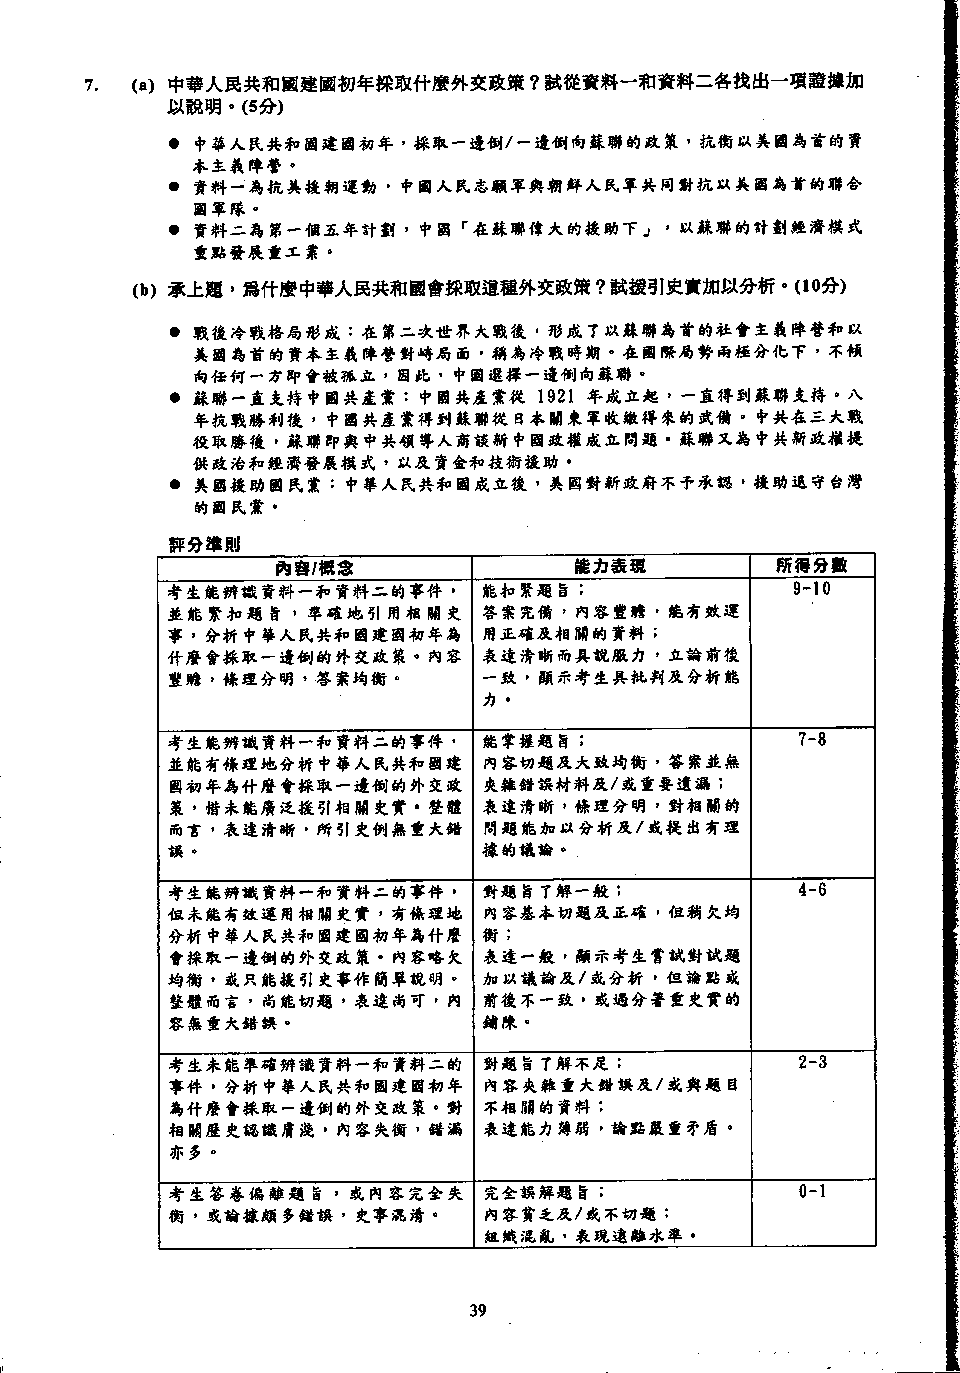 7. (a) 中華人民共和國建國初年採取什麼外交政策？試從資料一和資料二各找出一項證據加
以說明。(5分)
● 中華人民共和國建國初年，採取一邊倒/一邊倒向蘇聯的政策，抗衡以美國為首的資
本主義陣營。
● 資料一為抗美援朝運動，中國人民志願軍與朝鮮人民軍共同對抗以美國為首的聯合
國軍隊。
● 資料二為第一個五年計劃，中國「在蘇聯偉大的援助下」，以蘇聯的計劃經濟模式
重點發展重工業。
(b) 承上題，爲什麼中華人民共和國會採取這種外交政策？試援引史實加以分析。(10分)
● 戰後冷戰格局形成：在第二次世界大戰後，形成了以蘇聯為首的社會主義陣營和以
美國為首的資本主義陣營對峙局面，稱為冷戰時期。在國際局勢兩極分化下，不傾
向任何一方即會被孤立，因此，中國選擇一邊倒向蘇聯。
● 蘇聯一直支持中國共產黨：中國共產黨從 1921 年成立起，一直得到蘇聯支持。八
年抗戰勝利後，中國共產黨得到蘇聯從日本關東軍收繳得來的武備。中共在三大戰
役取勝後，蘇聯即與中共領導人商談新中國政權成立問題。蘇聯又為中共新政權提
供政治和經濟發展模式，以及資金和技術援助。
● 美國援助國民黨：中華人民共和國成立後，美國對新政府不予承認，援助退守台灣
的國民黨。
評分準則
內容/概念 能力表現 所得分數
考生能辨識資料一和資料二的事件，
並能緊扣題旨，準確地引用相關史
事，分析中華人民共和國建國初年為
什麼會採取一邊倒的外交政策。內容
豐贍，條理分明，答案均衡。
能扣緊題旨；
答案完備，內容豐贍，能有效運
用正確及相關的資料；
表達清晰而具說服力，立論前後
一致，顯示考生具批判及分析能
力。
9-10
考生能辨識資料一和資料二的事件，
並能有條理地分析中華人民共和國建
國初年為什麼會採取一邊倒的外交政
策，惜未能廣泛援引相關史實。整體
而言，表達清晰，所引史例無重大錯
誤。
能掌握題旨；
內容切題及大致均衡，答案並無
夾雜錯誤材料及/或重要遺漏；
表達清晰，條理分明，對相關的
問題能加以分析及/或提出有理
據的議論。
7-8
考生能辨識資料一和資料二的事件，
但未能有效運用相關史實，有條理地
分析中華人民共和國建國初年為什麼
會採取一邊倒的外交政策。內容略欠
均衡，或只能援引史事作簡單說明。
整體而言，尚能切題，表達尚可，內
容無重大錯誤。
對題旨了解一般；
內容基本切題及正確，但稍欠均
衡；
表達一般，顯示考生嘗試對試題
加以議論及/或分析，但論點或
前後不一致，或過分著重史實的
鋪陳。
4-6
考生未能準確辨識資料一和資料二的
事件，分析中華人民共和國建國初年
為什麼會採取一邊倒的外交政策。對
相關歷史認識膚淺，內容失衡，錯漏
亦多。
對題旨了解不足；
內容夾雜重大錯誤及/或與題目
不相關的資料；
表達能力薄弱，論點嚴重矛盾。
2-3
考生答卷偏離題旨，或內容完全失
衡，或論據頗多錯誤，史事混淆。
完全誤解題旨；
內容貧乏及/或不切題；
組織混亂，表現遠離水準。
0-1
39